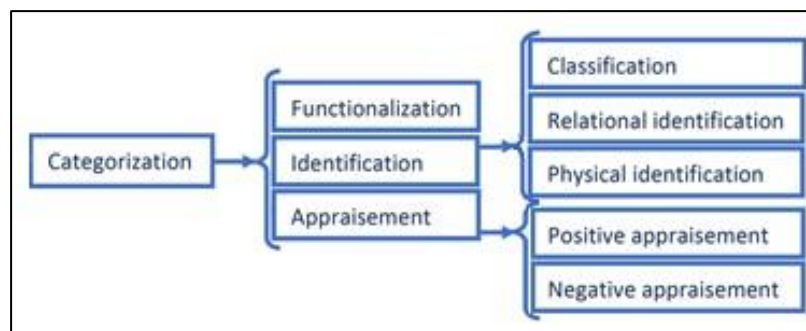 Categorization
Functionalization
Identification
Appraisement
Classification
Relational identification
Physical identification
Positive appraisement
Negative appraisement